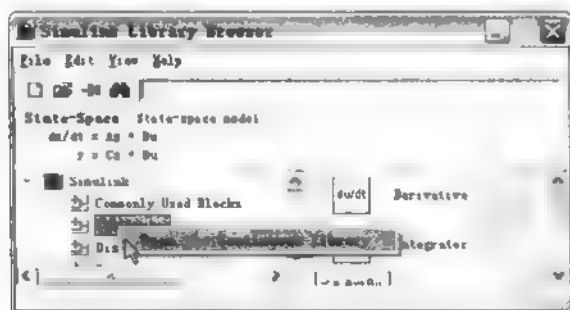 Simulink Library Browser
File Edit View Help
State-Space State-space model
dx/dt = Ax + Bu
y = Cx + Du
Simulink
Commonly Used Blocks
Dis
du/dt Derivative
Integrator